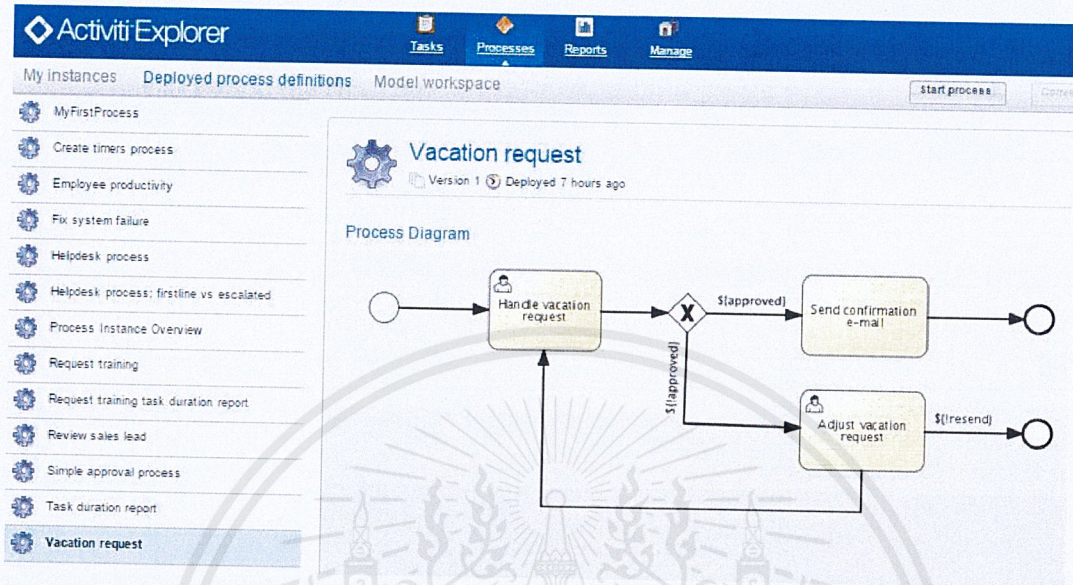 Activiti Explorer
Tasks
Processes
Reports
Manage
My instances
Deployed process definitions
Model workspace
Start process
MyFirstProcess
Create timers process
Employee productivity
Fix system failure
Helpdesk process
Helpdesk process; firstline vs escalated
Process Instance Overview
Request training
Request training task duration report
Review sales lead
Simple approval process
Task duration report
Vacation request
Vacation request
Version 1 Deployed 7 hours ago
Process Diagram
Handle vacation
request
X
${approved}
Send confirmation
e-mail
${!approved}
Adjust vacation
request
${!resend}